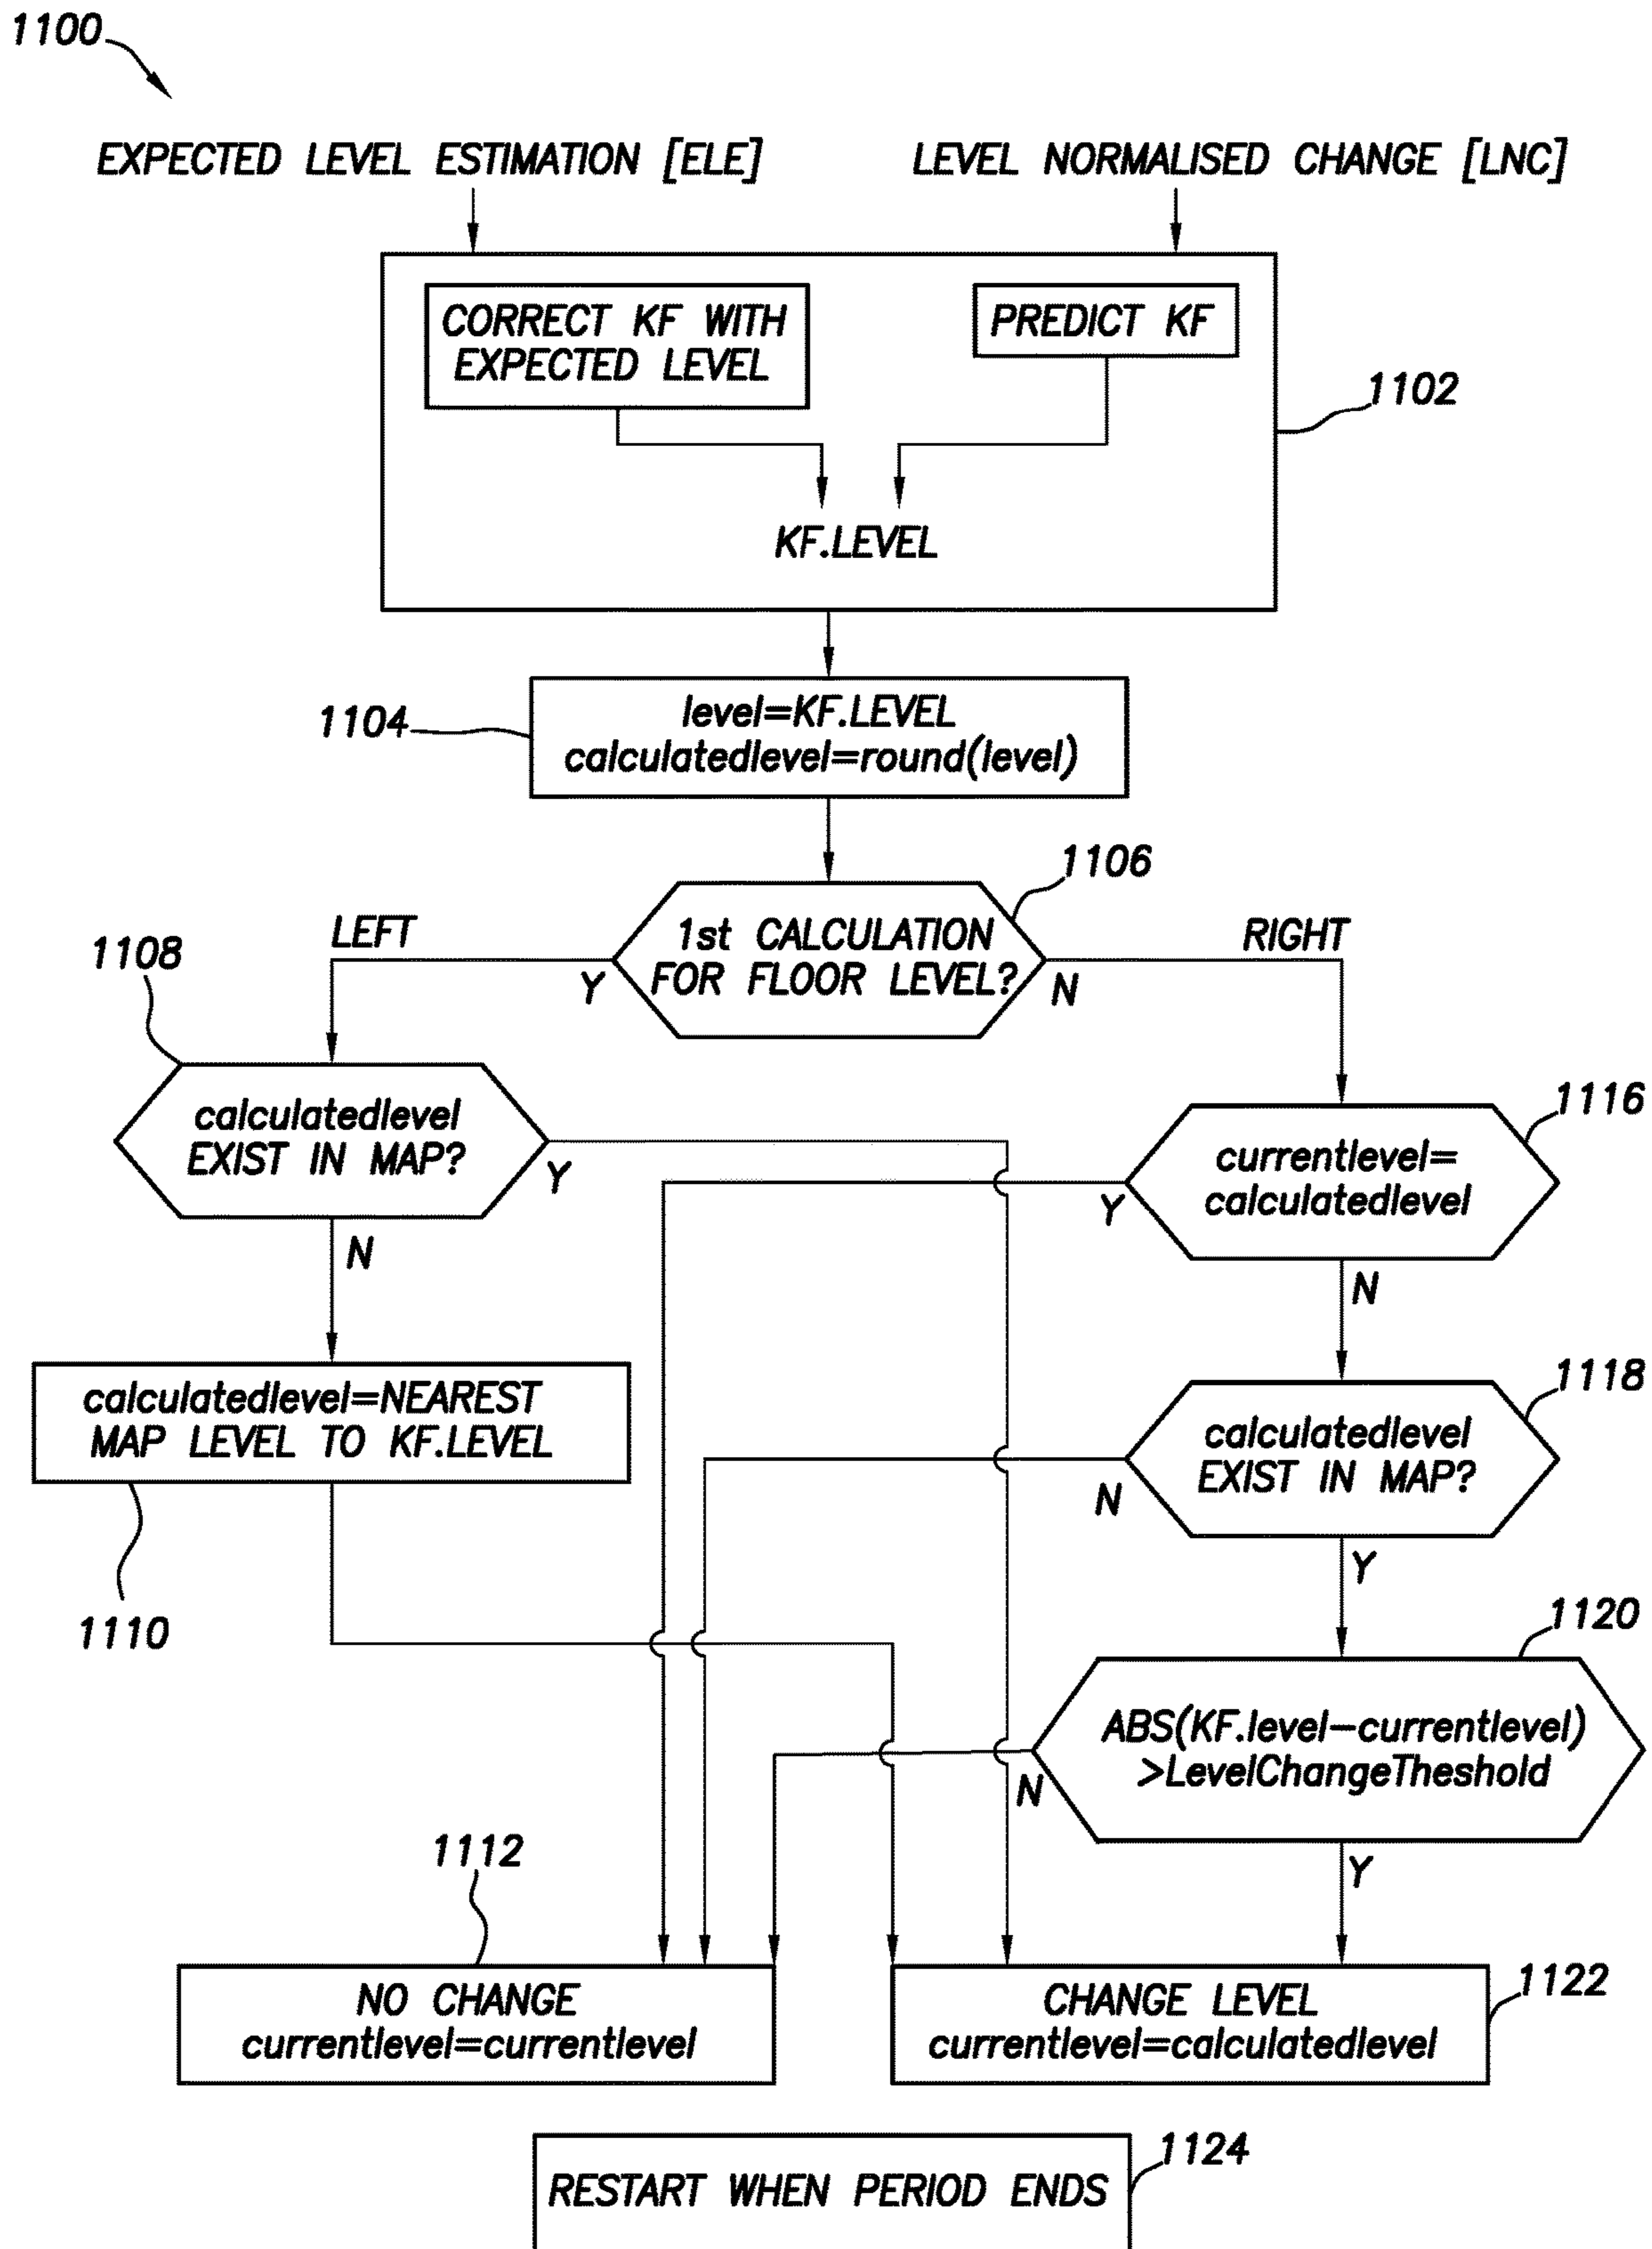 1100
EXPECTED LEVEL ESTIMATION [ELE]
LEVEL NORMALISED CHANGE [LNC]
CORRECT KF WITH
EXPECTED LEVEL
PREDICT KF
1102
KF.LEVEL
1104
level=KF.LEVEL
calculatedlevel=round(level)
1106
LEFT
1st CALCULATION
FOR FLOOR LEVEL?
RIGHT
Y
N
1108
calculatedlevel
EXIST IN MAP?
Y
N
1116
currentlevel=
calculatedlevel
Y
N
calculatedlevel=NEAREST
MAP LEVEL TO KF.LEVEL
1110
1118
calculatedlevel
EXIST IN MAP?
N
Y
1120
ABS(KF.level-currentlevel)
>LevelChangeTheshold
N
Y
1112
NO CHANGE
currentlevel=currentlevel
CHANGE LEVEL
currentlevel=calculatedlevel
1122
1124
RESTART WHEN PERIOD ENDS